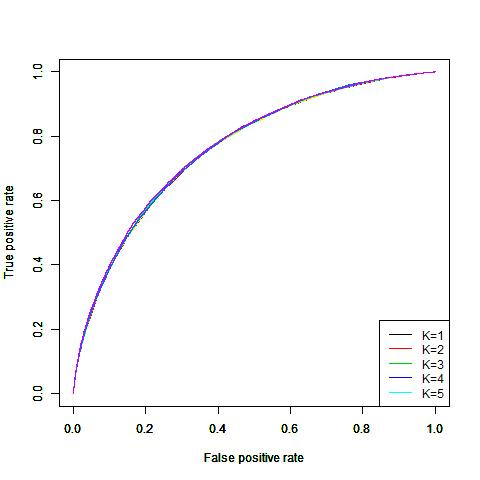 1.0
0.8
0.6
0.4
0.2
0.0
True positive rate
K=1
K=2
K=3
K=4
K=5
0.0 0.2 0.4 0.6 0.8 1.0
False positive rate